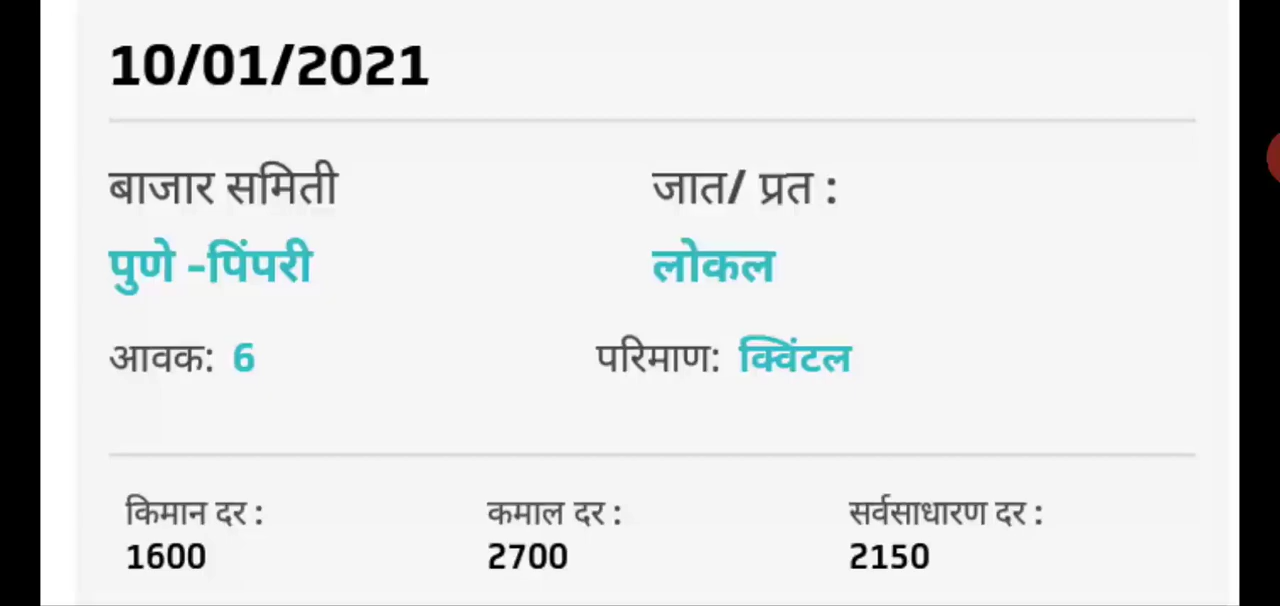 10/01/2021
बाजार समिती जात/ प्रत :
पुणे -पिंपरी लोकल
आवक: 6 परिमाण: क्विंटल
किमान दर : कमाल दर : सर्वसाधारण दर :
1600 2700 2150